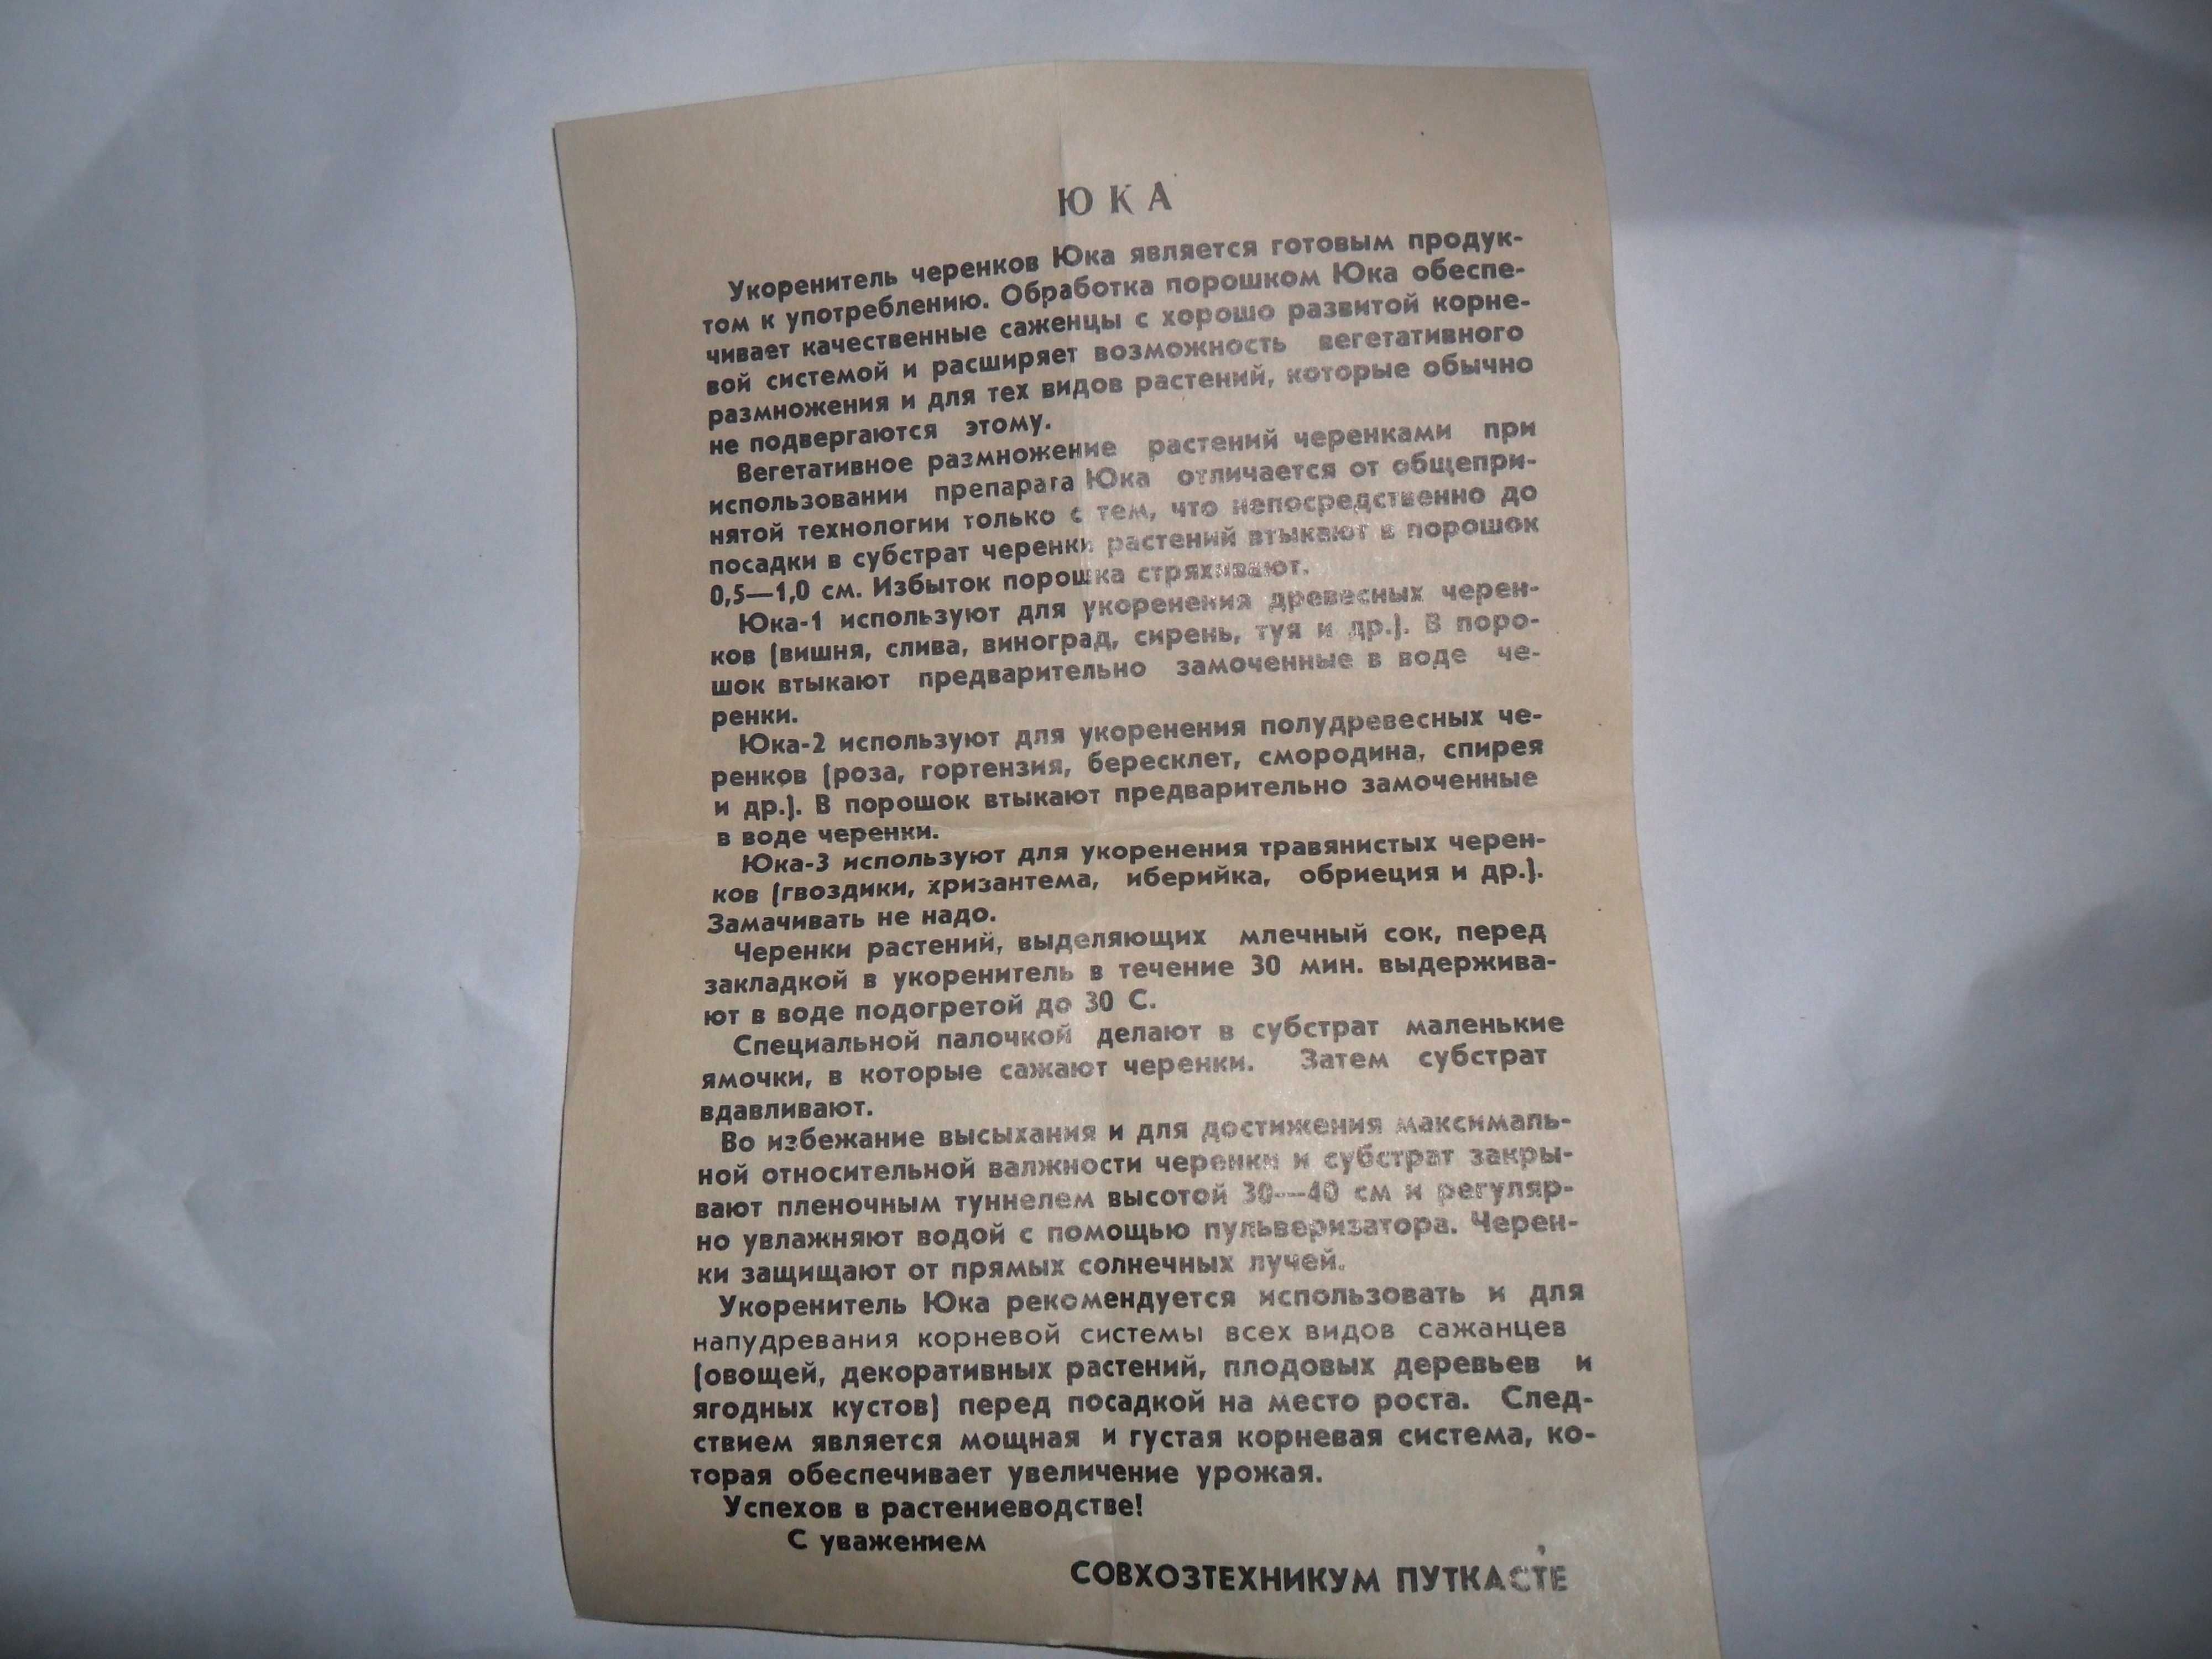 ЮКА
Укоренитель черенков Юка является готовым продук-
том к употреблению. Обработка порошком Юка обеспе-
чивает качественные саженцы с хорошо развитой корне-
вой системой и расширяет возможность вегетативного
размножения и для тех видов растений, которые обычно
не подвергаются этому.
Вегетативное размножение растений черенками при
использовании препарата Юка отличается от общепри-
нятой технологии только с тем, что непосредственно до
посадки в субстрат черенки растений втыкают в порошок
0,5—1,0 см. Избыток порошка стряхивают.
Юка-1 используют для укоренения древесных черен-
ков (вишня, слива, виноград, сирень, туя и др.). В поро-
шок втыкают предварительно замоченные в воде че-
ренки.
Юка-2 используют для укоренения полудревесных че-
ренков (роза, гортензия, бересклет, смородина, спирея
и др.). В порошок втыкают предварительно замоченные
в воде черенки.
Юка-3 используют для укоренения травянистых черен-
ков (гвоздики, хризантема, иберийка, обриеция и др.).
Замачивать не надо.
Черенки растений, выделяющих млечный сок, перед
закладкой в укоренитель в течение 30 мин. выдержива-
ют в воде подогретой до 30 С.
Специальной палочкой делают в субстрат маленькие
ямочки, в которые сажают черенки. Затем субстрат
вдавливают.
Во избежание высыхания и для достижения максималь-
ной относительной валжности черенки и субстрат закры-
вают пленочным туннелем высотой 30—40 см и регуляр-
но увлажняют водой с помощью пульверизатора. Черен-
ки защищают от прямых солнечных лучей.
Укоренитель Юка рекомендуется использовать и для
напудревания корневой системы всех видов сажанцев
(овощей, декоративных растений, плодовых деревьев и
ягодных кустов) перед посадкой на место роста. След-
ствием является мощная и густая корневая система, ко-
торая обеспечивает увеличение урожая.
Успехов в растениеводстве!
С уважением
СОВХОЗТЕХНИКУМ ПУТКАСТЕ